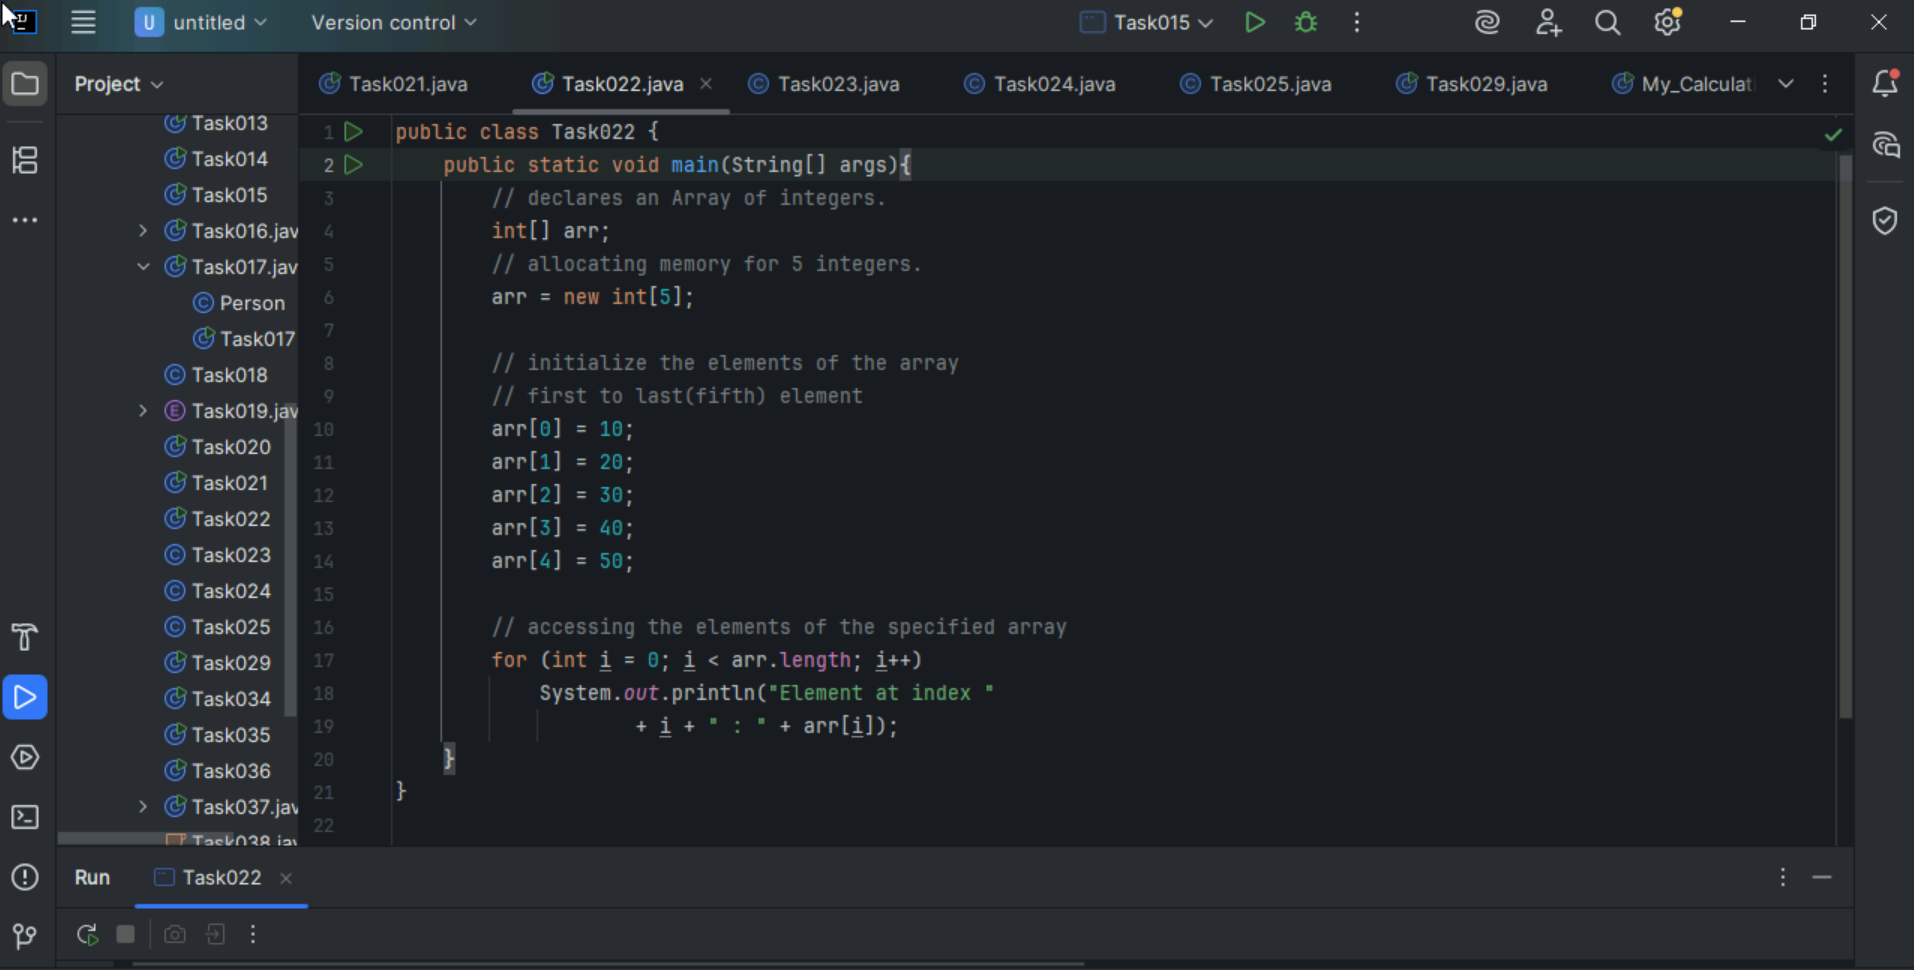 untitled
Version control
Task015
Project
Task021.java
Task022.java
Task023.java
Task024.java
Task025.java
Task029.java
My_Calculat
Task013
Task014
Task015
Task016.jav
Task017.jav
Person
Task017
Task018
Task019.jav
Task020
Task021
Task022
Task023
Task024
Task025
Task029
Task034
Task035
Task036
Task037.jav
Task038.jav
1 public class Task022 {
2 public static void main(String[] args){
3 // declares an Array of integers.
4 int[] arr;
5 // allocating memory for 5 integers.
6 arr = new int[5];
7
8 // initialize the elements of the array
9 // first to last(fifth) element
10 arr[0] = 10;
11 arr[1] = 20;
12 arr[2] = 30;
13 arr[3] = 40;
14 arr[4] = 50;
15
16 // accessing the elements of the specified array
17 for (int i = 0; i < arr.length; i++)
18 System.out.println("Element at index "
19 + i + " : " + arr[i]);
20 }
21 }
22
Run
Task022